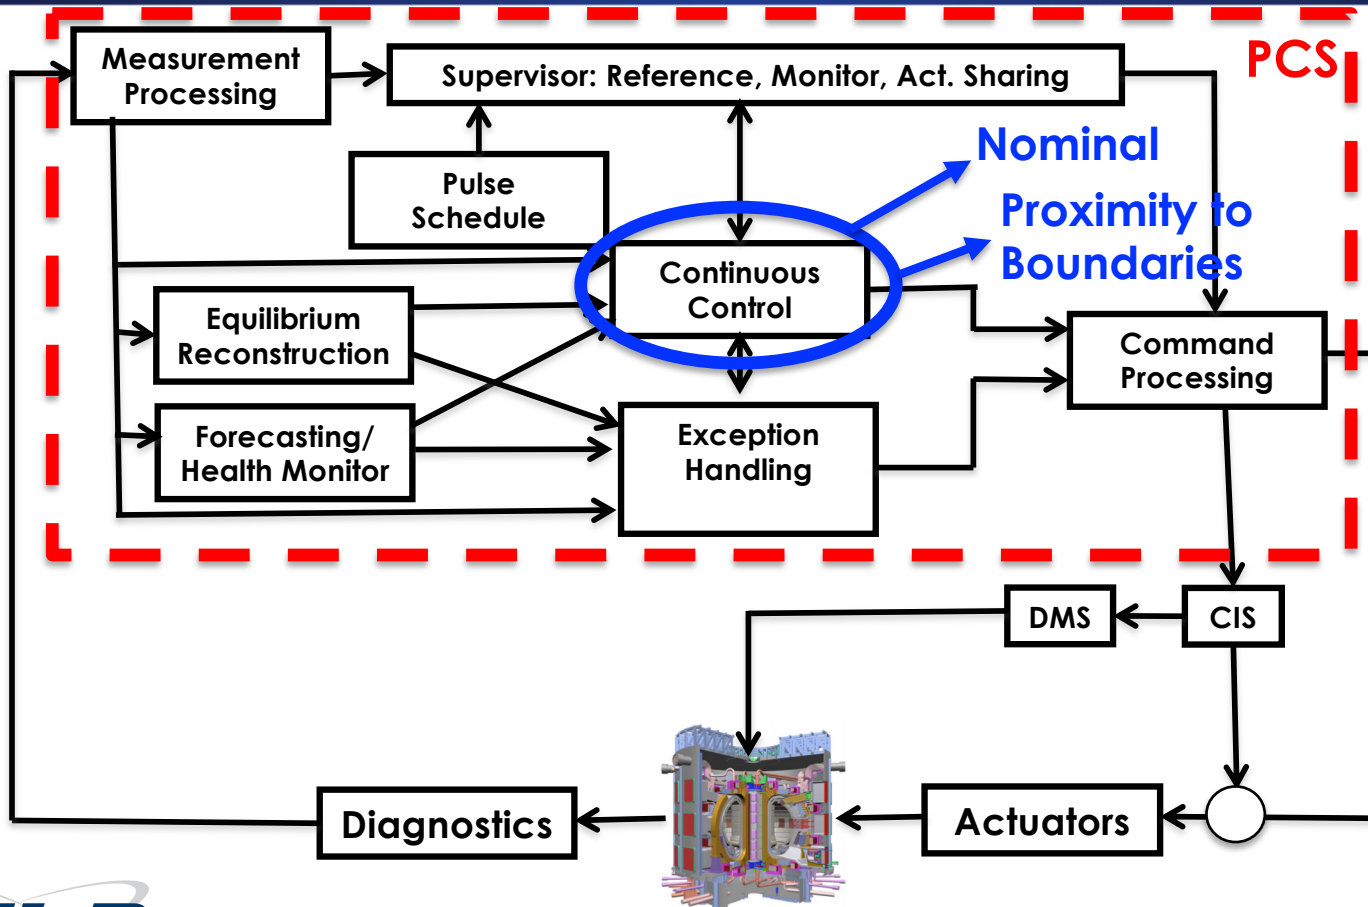 PCS
Measurement
Processing
Supervisor: Reference, Monitor, Act. Sharing
Nominal
Pulse
Schedule
Proximity to
Boundaries
Continuous
Control
Equilibrium
Reconstruction
Command
Processing
Forecasting/
Health Monitor
Exception
Handling
DMS
CIS
Diagnostics
Actuators